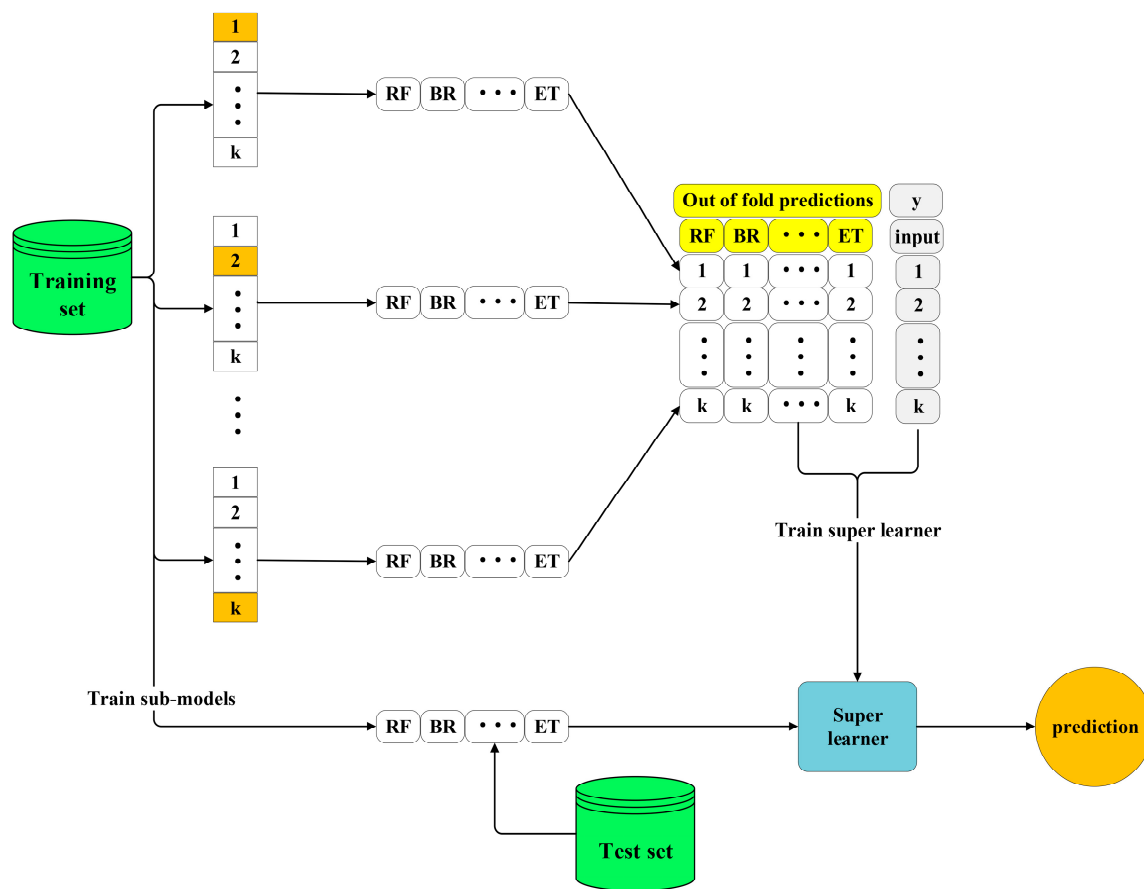 1
2
k
RF BR ··· ET
Out of fold predictions y
RF BR ··· ET input
1 1 ··· 1 1
2 2 ··· 2 2
k k ··· k k
Training
set
1
2
k
RF BR ··· ET
1
2
k
RF BR ··· ET
Train super learner
Train sub-models
RF BR ··· ET
Super
learner
prediction
Test set